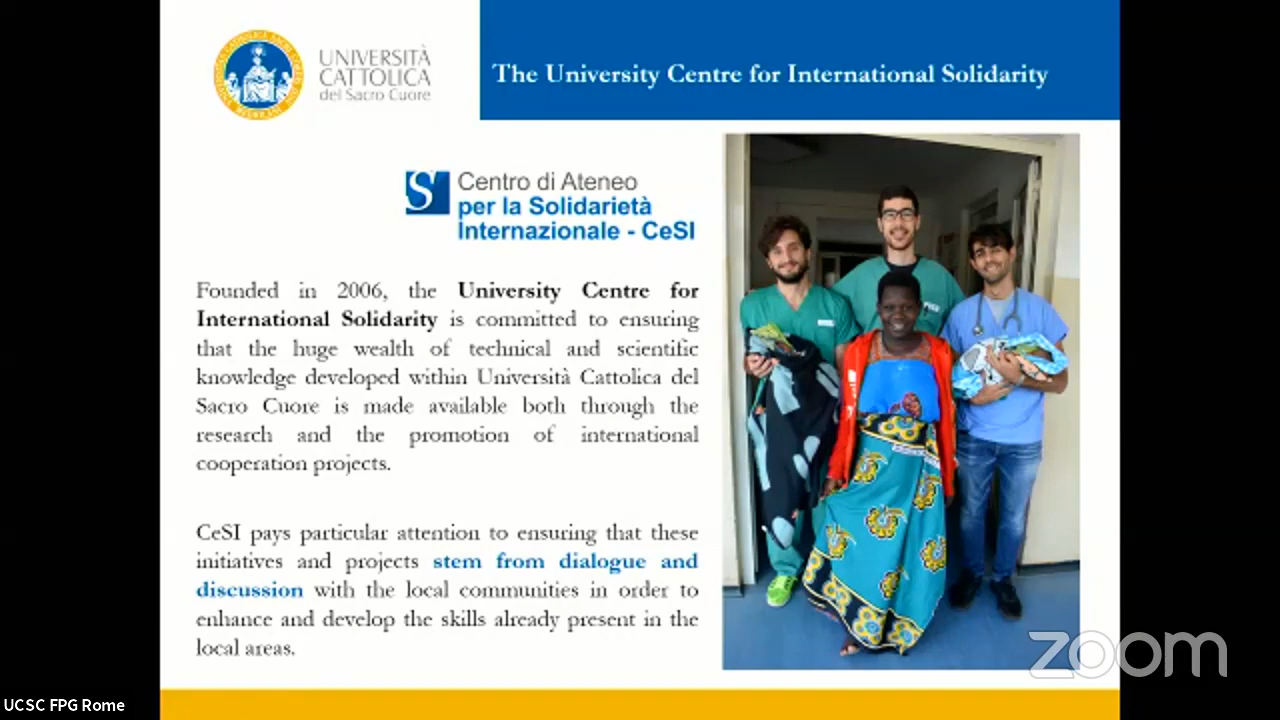 UNIVERSITÀ
CATTOLICA
del Sacro Cuore
The University Centre for International Solidarity
S
Centro di Ateneo
per la Solidarietà
Internazionale - CeSI
Founded in 2006, the University Centre for
International Solidarity is committed to ensuring
that the huge wealth of technical and scientific
knowledge developed within Università Cattolica del
Sacro Cuore is made available both through the
research and the promotion of international
cooperation projects.
CeSI pays particular attention to ensuring that these
initiatives and projects stem from dialogue and
discussion with the local communities in order to
enhance and develop the skills already present in the
local areas.
zoom
UCSC FPG Rome